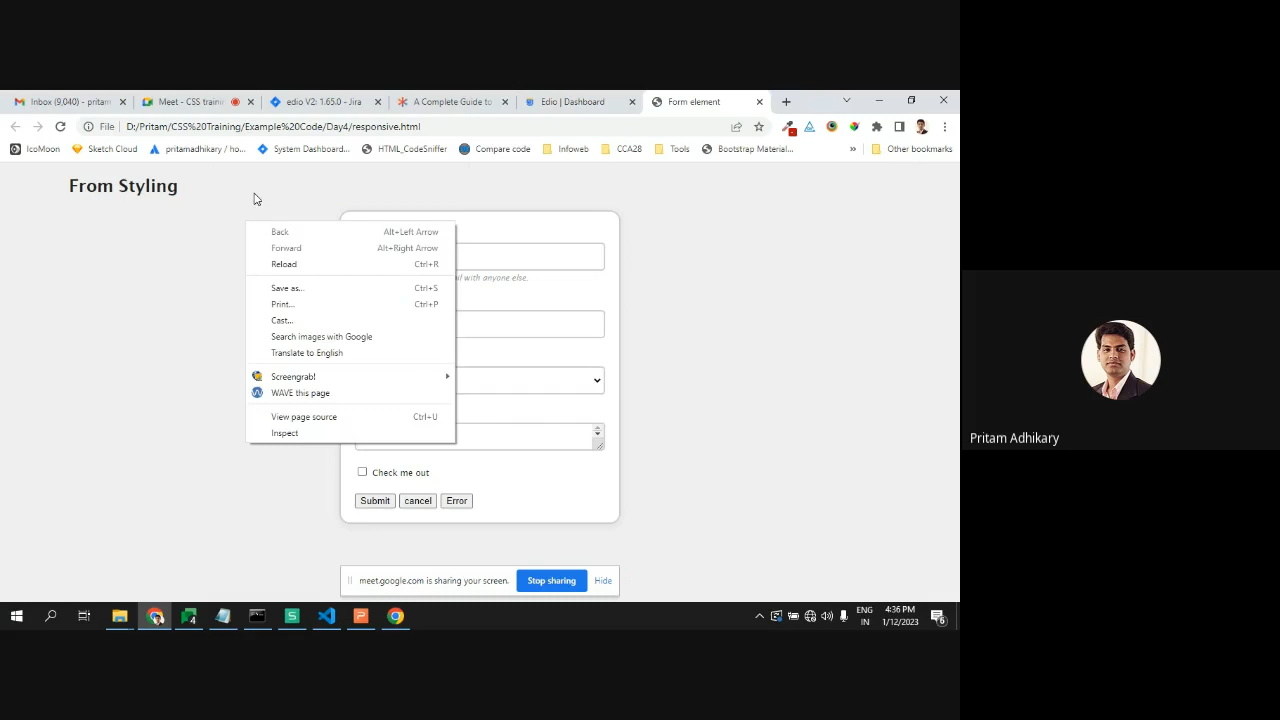 Inbox (9,040) - pritam
Meet - CSS traini
edio V2: 1.65.0 - Jira
A Complete Guide to
Edio | Dashboard
Form element
File
D:/Pritam/CSS%20Training/Example%20Code/Day4/responsive.html
IcoMoon
Sketch Cloud
pritamadhikary / ho...
System Dashboard...
HTML_CodeSniffer
Compare code
Infoweb
CCA28
Tools
Bootstrap Material...
»
Other bookmarks
From Styling
Back Alt+Left Arrow
Forward Alt+Right Arrow
Reload Ctrl+R
Save as... Ctrl+S
Print... Ctrl+P
Cast...
Search images with Google
Translate to English
Screengrab!
WAVE this page
View page source Ctrl+U
Inspect
with anyone else.
Check me out
Submit cancel Error
meet.google.com is sharing your screen. Stop sharing Hide
Pritam Adhikary
4
ENG
IN
4:36 PM
1/12/2023
6